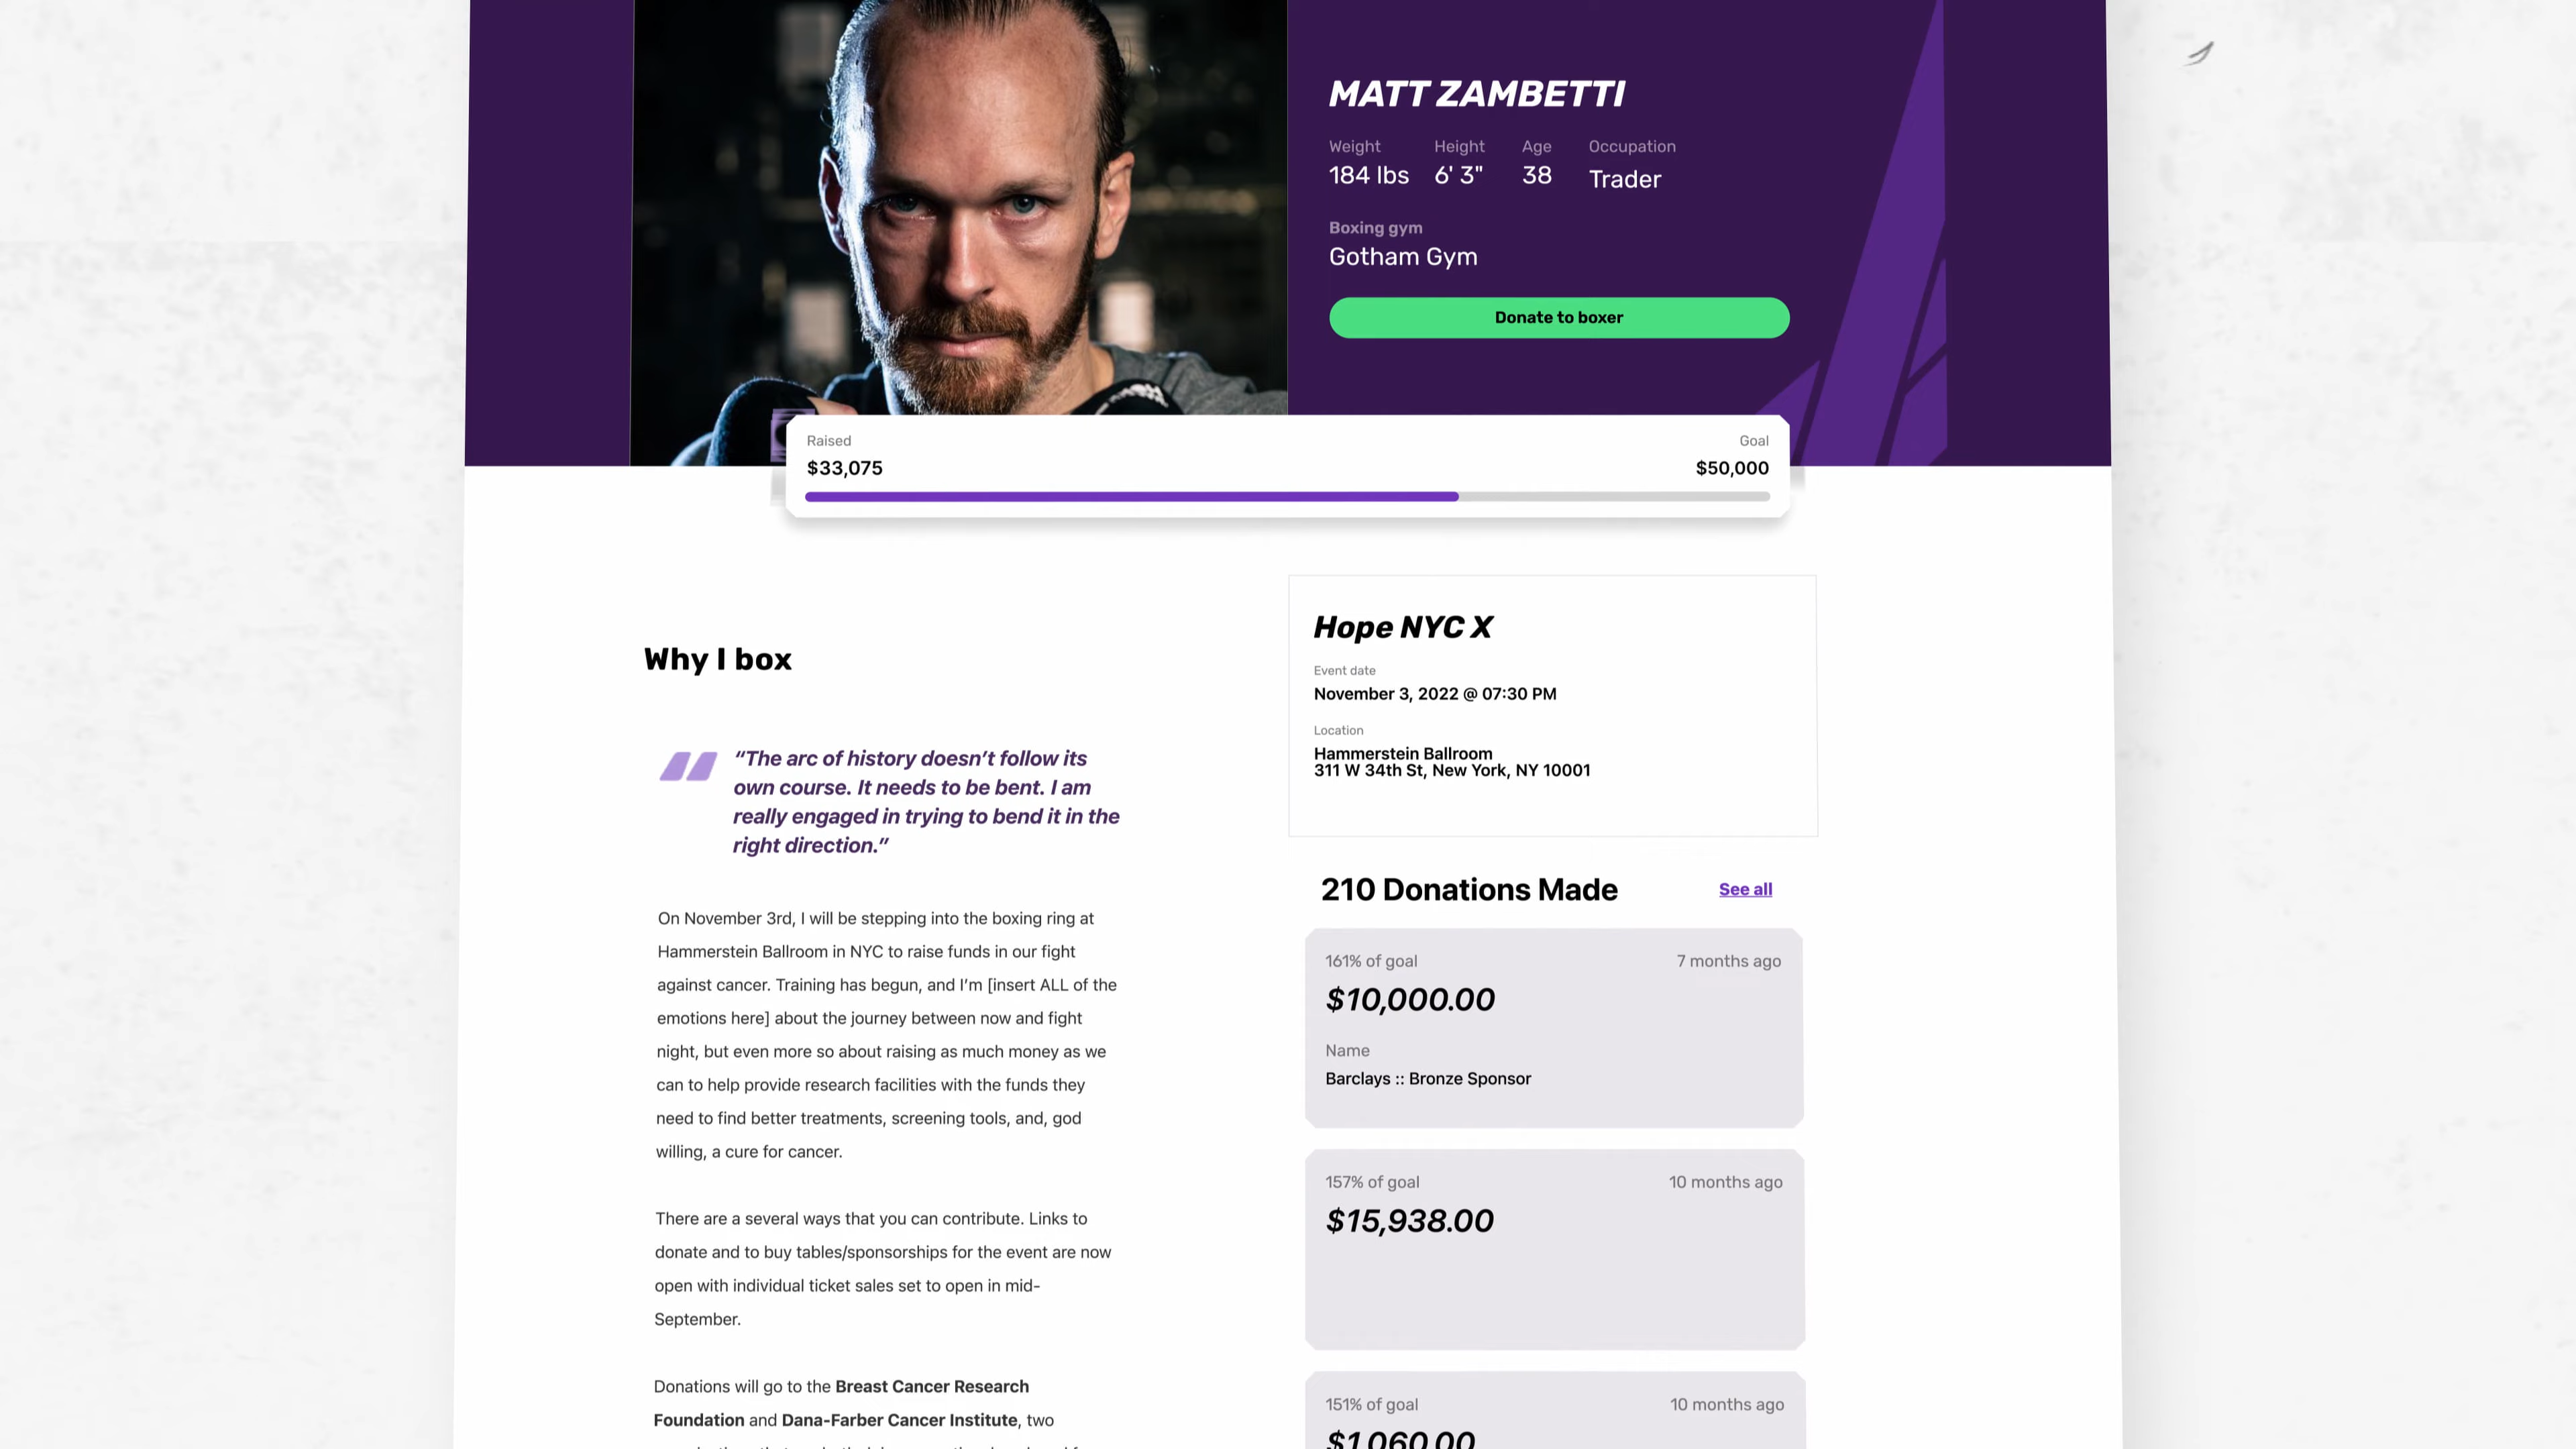 MATT ZAMBETTI
Weight Height Age Occupation
184 lbs 6' 3" 38 Trader
Boxing gym
Gotham Gym
Donate to boxer
Raised Goal
$33,075 $50,000
Why I box
“The arc of history doesn’t follow its
own course. It needs to be bent. I am
really engaged in trying to bend it in the
right direction.”
On November 3rd, I will be stepping into the boxing ring at
Hammerstein Ballroom in NYC to raise funds in our fight
against cancer. Training has begun, and I’m [insert ALL of the
emotions here] about the journey between now and fight
night, but even more so about raising as much money as we
can to help provide research facilities with the funds they
need to find better treatments, screening tools, and, god
willing, a cure for cancer.
There are a several ways that you can contribute. Links to
donate and to buy tables/sponsorships for the event are now
open with individual ticket sales set to open in mid-
September.
Donations will go to the Breast Cancer Research
Foundation and Dana-Farber Cancer Institute, two
Hope NYC X
Event date
November 3, 2022 @ 07:30 PM
Location
Hammerstein Ballroom
311 W 34th St, New York, NY 10001
210 Donations Made See all
161% of goal 7 months ago
$10,000.00
Name
Barclays :: Bronze Sponsor
157% of goal 10 months ago
$15,938.00
151% of goal 10 months ago
$1,060.00